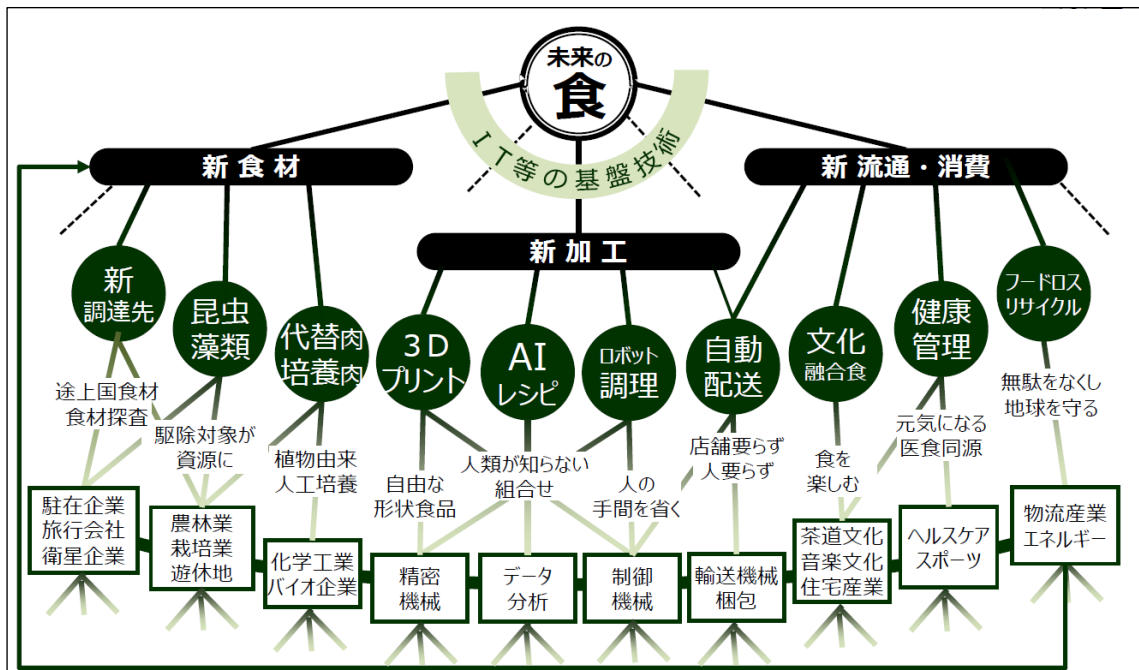 未来の
食
IT等の基盤技術
新食材
新流通・消費
新加工
新
調達先
昆虫
藻類
代替肉
培養肉
3D
プリント
AI
レシピ
ロボット
調理
自動
配送
文化
融合食
健康
管理
フードロス
リサイクル
途上国食材
食材探査
駆除対象が
資源に
植物由来
人工培養
自由な
形状食品
人類が知らない
組合せ
人の
手間を省く
店舗要らず
人要らず
食を
楽しむ
元気になる
医食同源
無駄をなくし
地球を守る
駐在企業
旅行会社
衛星企業
農林業
栽培業
遊休地
化学工業
バイオ企業
精密
機械
データ
分析
制御
機械
輸送機械
梱包
茶道文化
音楽文化
住宅産業
ヘルスケア
スポーツ
物流産業
エネルギー